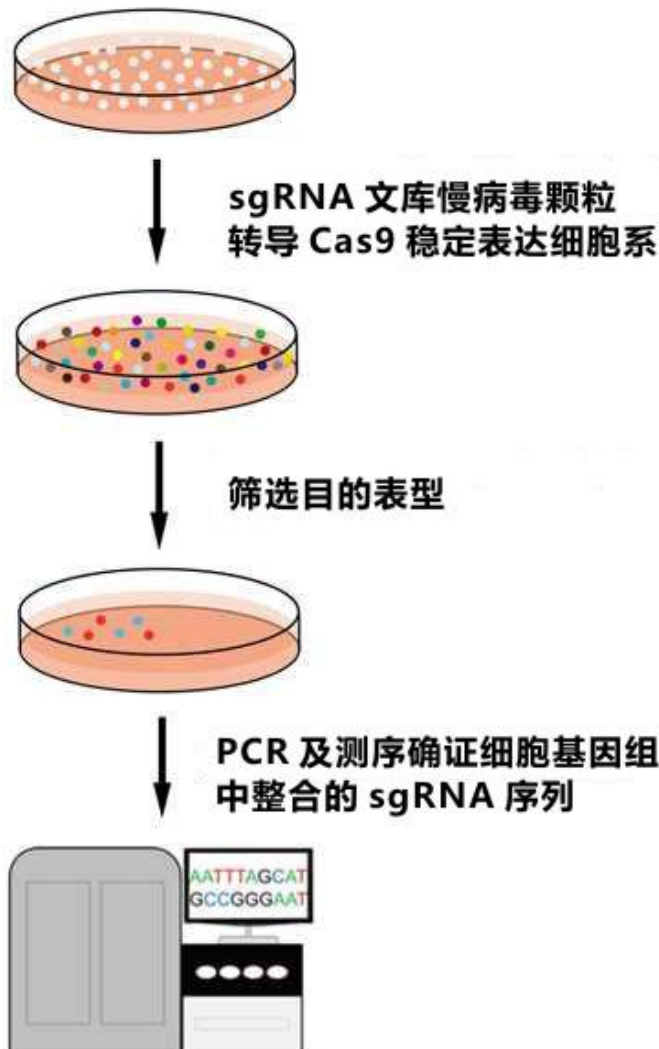 sgRNA 文库慢病毒颗粒
转导 Cas9 稳定表达细胞系
筛选目的表型
PCR 及测序确证细胞基因组
中整合的 sgRNA 序列
AATTTAGCAT
GCCGGGAAT